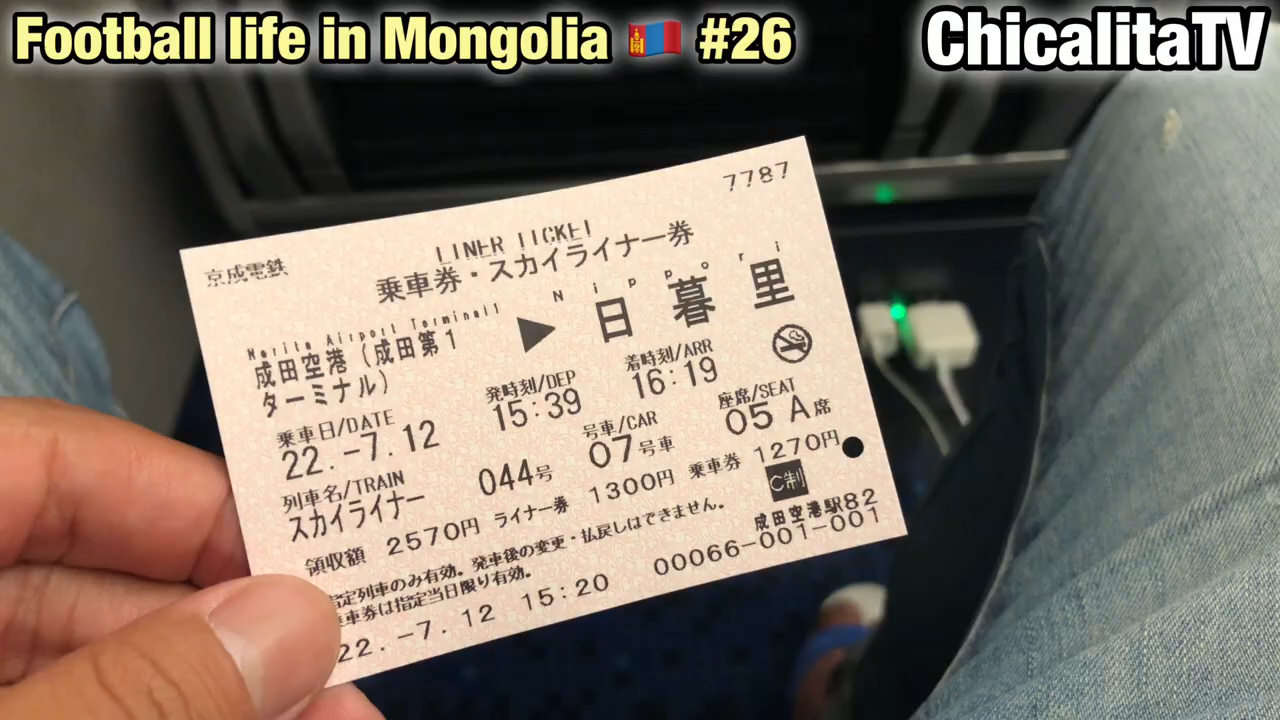 Football life in Mongolia 🇲🇳 #26
ChicalitaTV
7787
京成電鉄
LINER TICKET
乗車券・スカイライナー券
Narita Airport Terminal1
Nippori
成田空港（成田第1
ターミナル）
▶
日暮里
発時刻/DEP
着時刻/ARR
15:39
16:19
乗車日/DATE
号車/CAR
座席/SEAT
22.-7.12
07号車
05 A席
列車名/TRAIN
スカイライナー
044号
領収額 2570円 ライナー券 1300円 乗車券 1270円
C制
指定列車のみ有効。発車後の変更・払戻しはできません。
車券は指定当日限り有効。
成田空港駅82
22.-7.12 15:20
00066-001-001